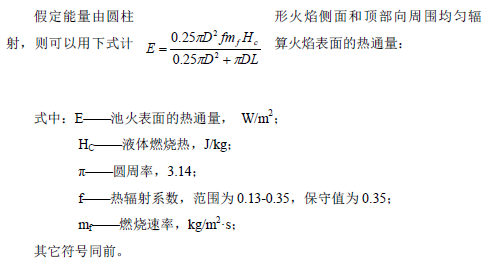 假定能量由圆柱形火焰侧面和顶部向周围均匀辐
射，则可以用下式计算火焰表面的热通量：
E = \frac{0.25πD² f m_f H_c}{0.25πD² + πDL}
式中：E——池火表面的热通量， W/m²；
H_C——液体燃烧热，J/kg；
π——圆周率，3.14；
f——热辐射系数，范围为 0.13-0.35，保守值为 0.35；
m_f——燃烧速率，kg/m²·s；
其它符号同前。